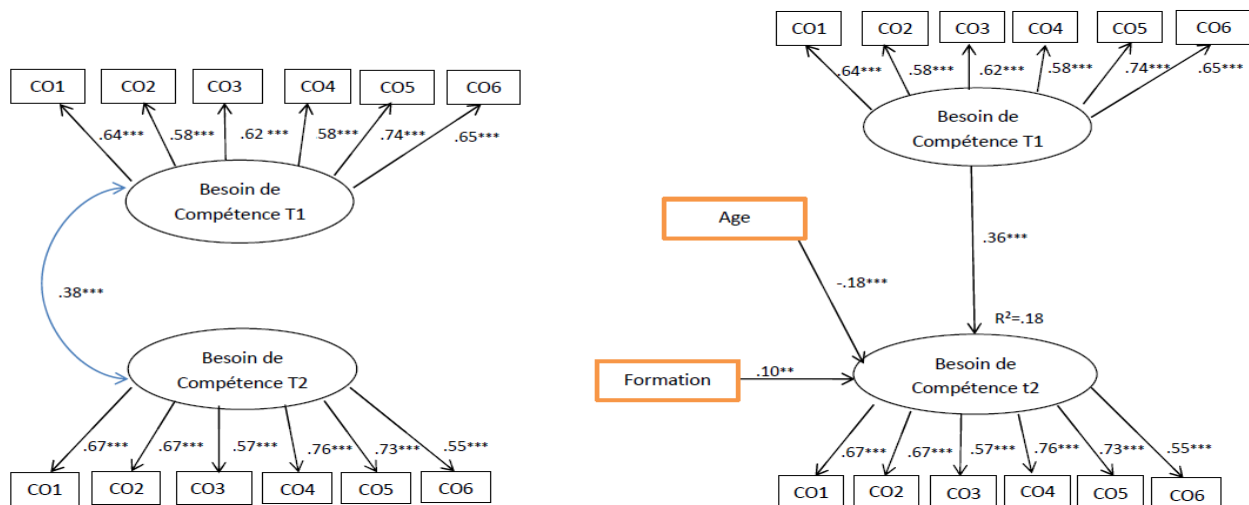 CO1 CO2 CO3 CO4 CO5 CO6
.64*** .58*** .62 *** 58*** .74*** .65***
Besoin de
Compétence T1
.38***
Besoin de
Compétence T2
.67*** .67*** .57*** .76*** .73*** .55***
CO1 CO2 CO3 CO4 CO5 CO6
CO1 CO2 CO3 CO4 CO5 CO6
.64*** .58*** .62*** .58*** .74*** .65***
Besoin de
Compétence T1
Age
.36***
-.18***
R²=.18
Besoin de
Compétence t2
Formation
.10**
.67*** .67*** .57*** .76*** .73*** .55***
CO1 CO2 CO3 CO4 CO5 CO6